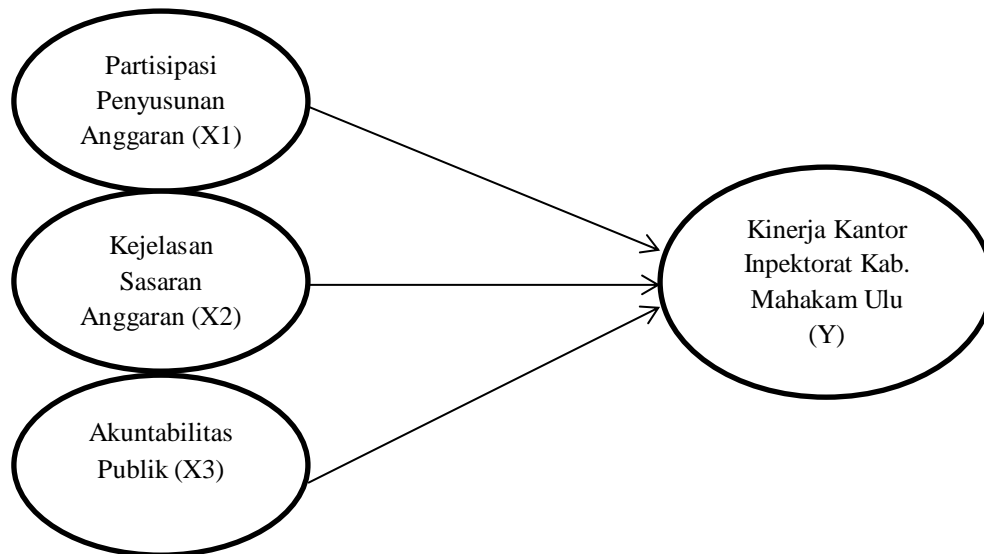 Partisipasi
Penyusunan
Anggaran (X1)
Kejelasan
Sasaran
Anggaran (X2)
Akuntabilitas
Publik (X3)
Kinerja Kantor
Inpektorat Kab.
Mahakam Ulu
(Y)